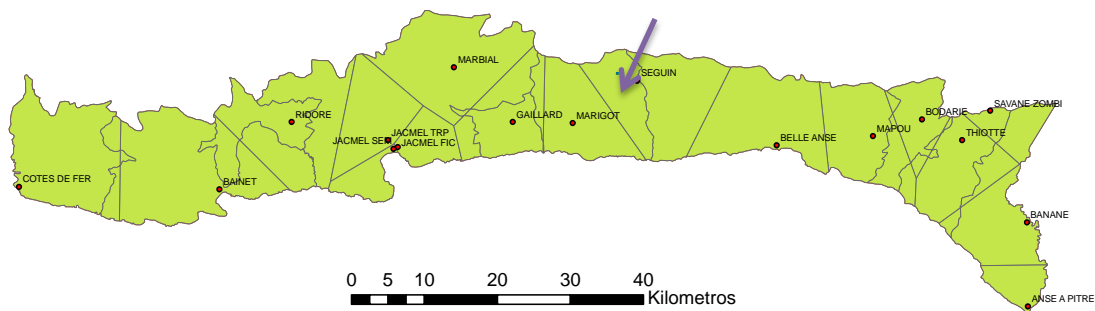 MARBIAL
SEGUIN
RIDORE
GAILLARD
MARIGOT
BODARIE
SAVANE ZOMBI
JACMEL TRP
JACMEL SEM
JACMEL FIC
BELLE ANSE
MAPOU
THIOTTE
COTES DE FER
BAINET
BANANE
0 5 10 20 30 40
Kilometros
ANSE A PITRE